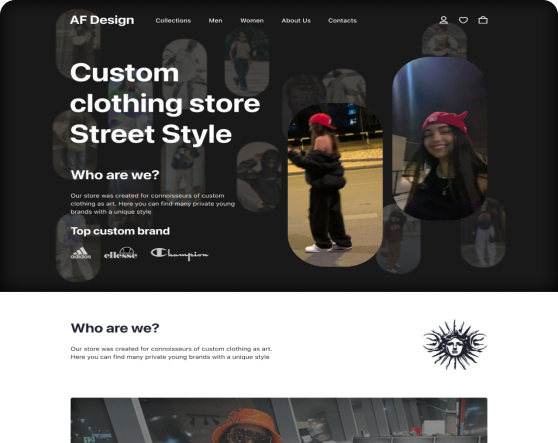 AF Design
Collections Men Women About Us Contacts
Custom
clothing store
Street Style
Who are we?
Our store was created for connoisseurs of custom
clothing as art. Here you can find many private young
brands with a unique style
Top custom brand
adidas ellesse Champion
Who are we?
Our store was created for connoisseurs of custom clothing as art.
Here you can find many private young brands with a unique style